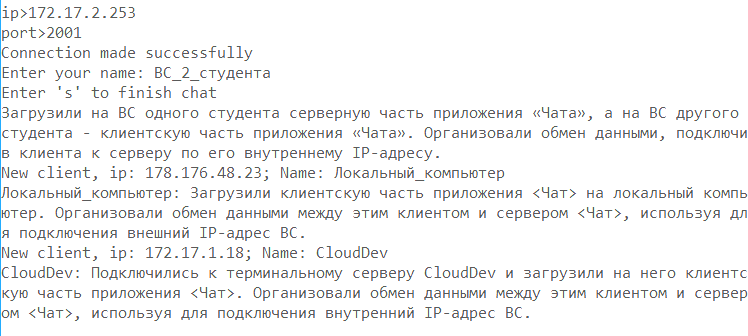 ip>172.17.2.253
port>2001
Connection made successfully
Enter your name: ВС_2_студента
Enter 's' to finish chat
Загрузили на ВС одного студента серверную часть приложения «Чата», а на ВС другого
студента - клиентскую часть приложения «Чата». Организовали обмен данными, подключи
в клиента к серверу по его внутреннему IP-адресу.
New client, ip: 178.176.48.23; Name: Локальный_компьютер
Локальный_компьютер: Загрузили клиентскую часть приложения <Чат> на локальный компь
ютер. Организовали обмен данными между этим клиентом и сервером <Чат>, используя дл
я подключения внешний IP-адрес ВС.
New client, ip: 172.17.1.18; Name: CloudDev
CloudDev: Подключились к терминальному серверу CloudDev и загрузили на него клиентс
кую часть приложения <Чат>. Организовали обмен данными между этим клиентом и сервер
ом <Чат>, используя для подключения внутренний IP-адрес ВС.